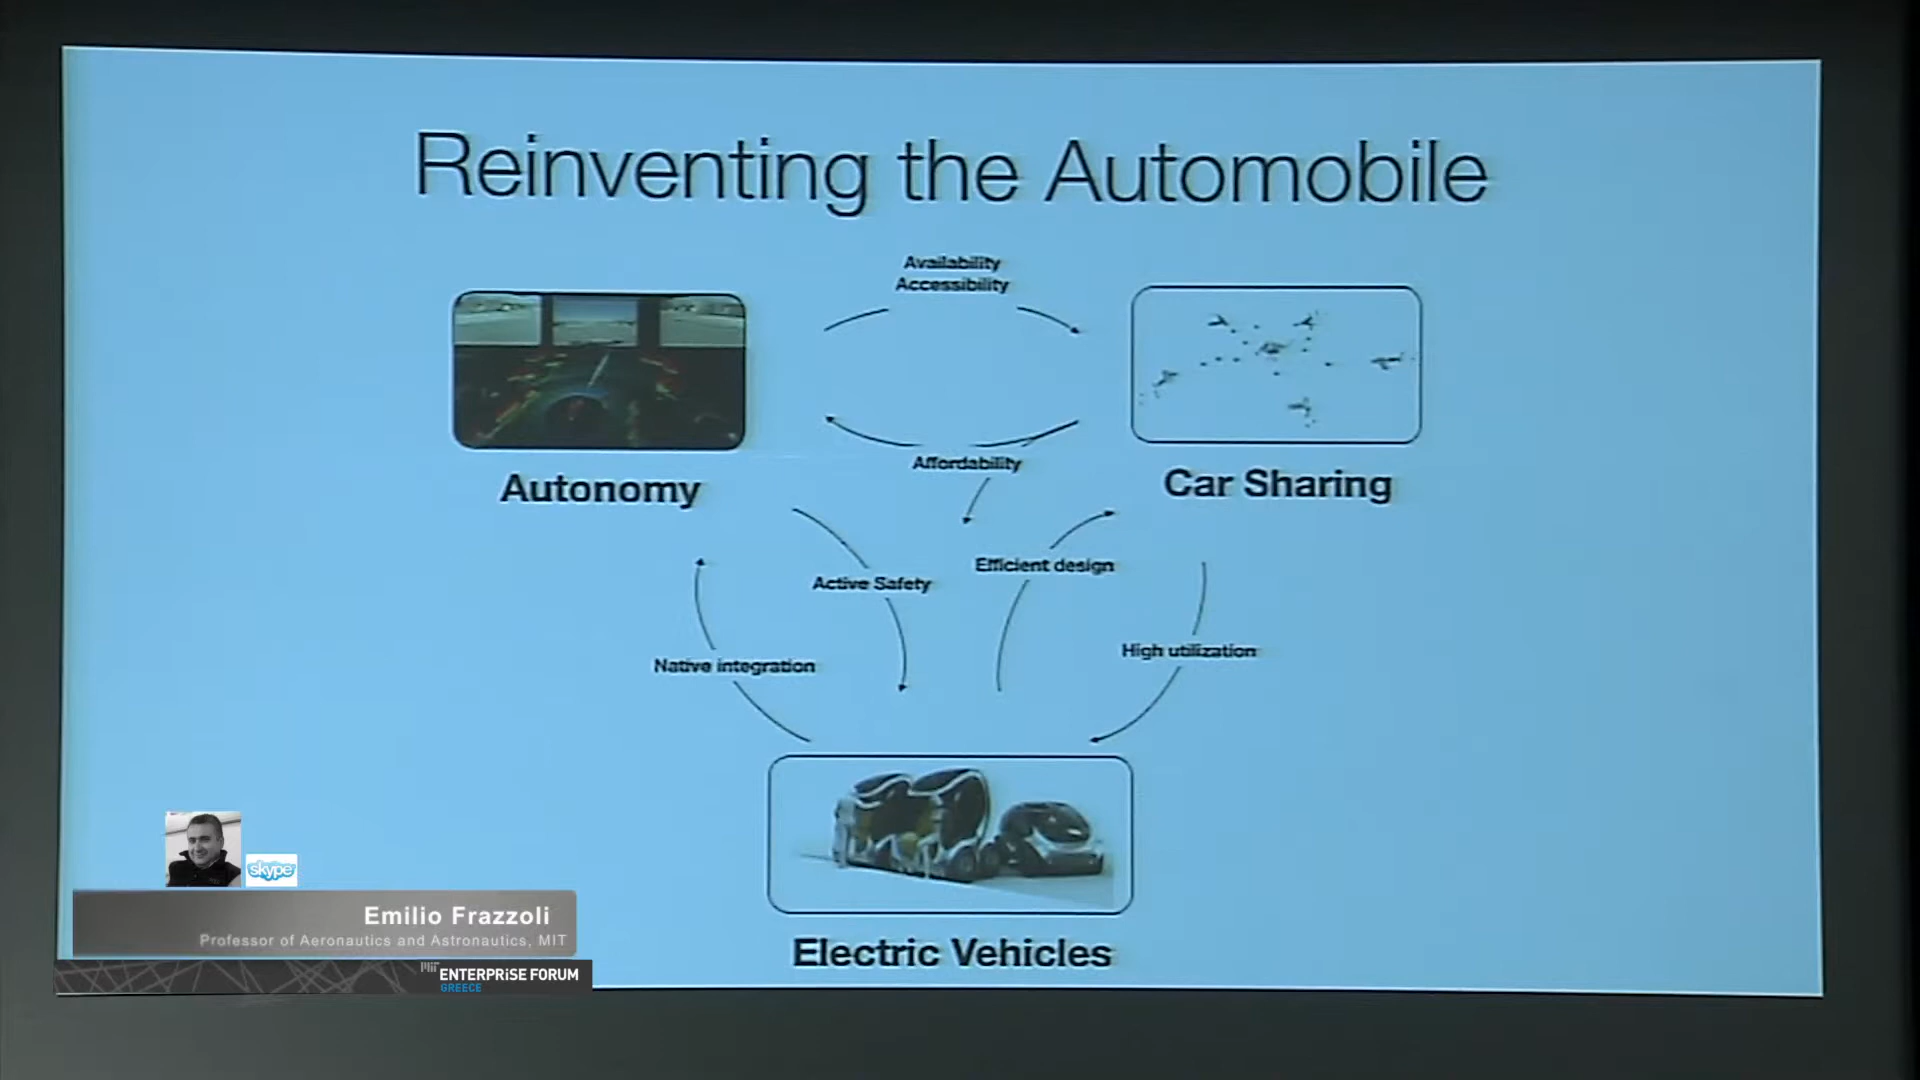 Reinventing the Automobile
Availability
Accessibility
Affordability
Autonomy
Car Sharing
Efficient design
Active Safety
High utilization
Native integration
skype
Emilio Frazzoli
Professor of Aeronautics and Astronautics, MIT
MIT ENTERPRiSE FORUM
GREECE
Electric Vehicles